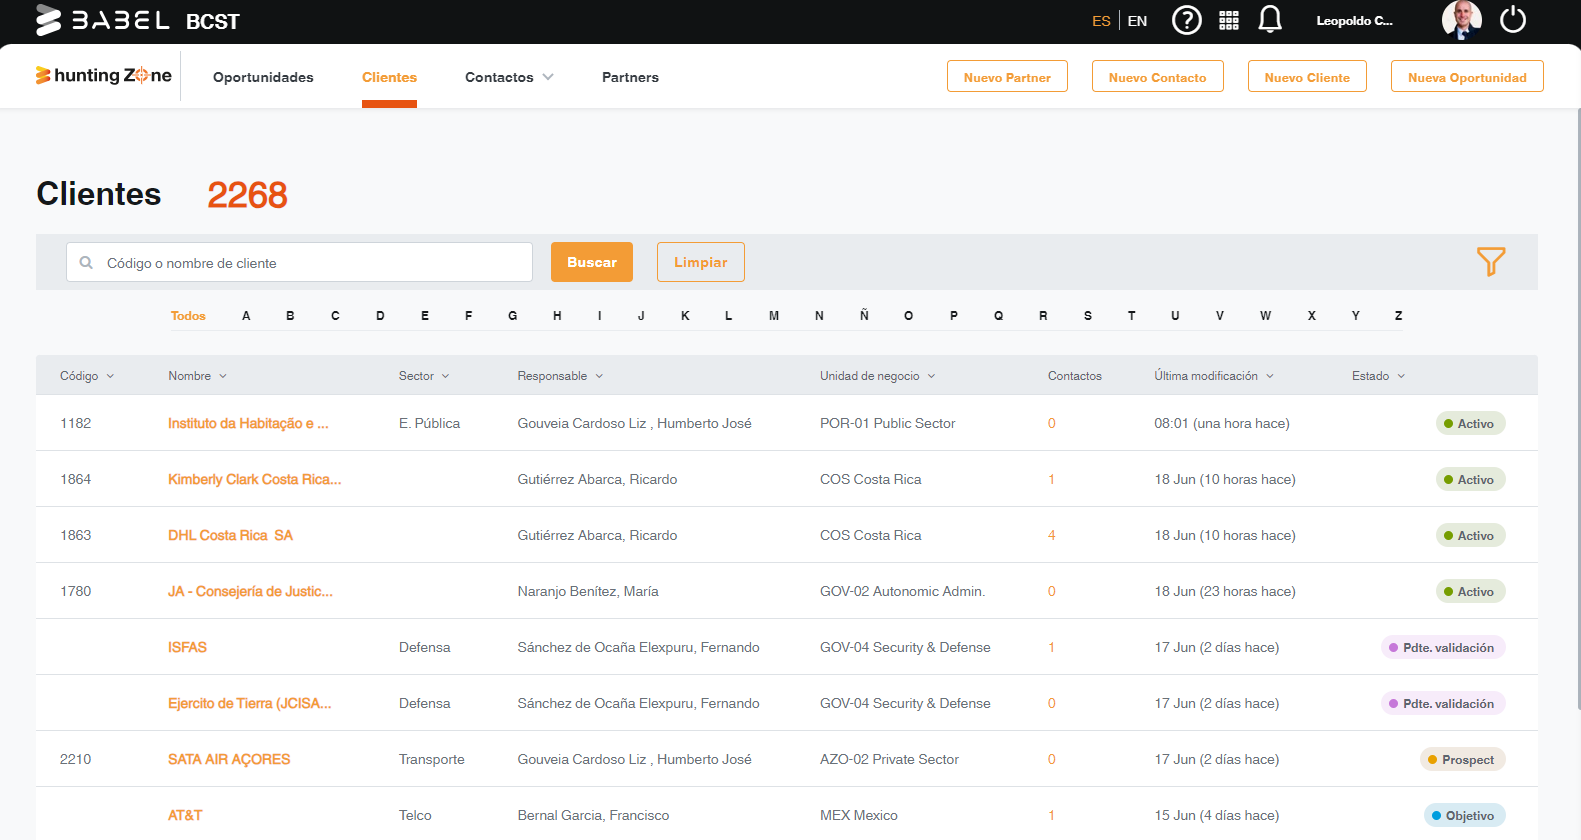 BABEL BCST
ES | EN
?
Leopoldo C...
hunting Zone
Oportunidades Clientes Contactos Partners
Nuevo Partner Nuevo Contacto Nuevo Cliente Nueva Oportunidad
Clientes 2268
Código o nombre de cliente Buscar Limpiar
Todos A B C D E F G H I J K L M N Ñ O P Q R S T U V W X Y Z
Código Nombre Sector Responsable Unidad de negocio Contactos Última modificación Estado
1182 Instituto da Habitação e ... E. Pública Gouveia Cardoso Liz , Humberto José POR-01 Public Sector 0 08:01 (una hora hace) Activo
1864 Kimberly Clark Costa Rica... Gutiérrez Abarca, Ricardo COS Costa Rica 1 18 Jun (10 horas hace) Activo
1863 DHL Costa Rica SA Gutiérrez Abarca, Ricardo COS Costa Rica 4 18 Jun (10 horas hace) Activo
1780 JA - Consejería de Justic... Naranjo Benítez, María GOV-02 Autonomic Admin. 0 18 Jun (23 horas hace) Activo
ISFAS Defensa Sánchez de Ocaña Elexpuru, Fernando GOV-04 Security & Defense 1 17 Jun (2 días hace) Pdte. validación
Ejercito de Tierra (JCISA... Defensa Sánchez de Ocaña Elexpuru, Fernando GOV-04 Security & Defense 0 17 Jun (2 días hace) Pdte. validación
2210 SATA AIR AÇORES Transporte Gouveia Cardoso Liz , Humberto José AZO-02 Private Sector 0 17 Jun (2 días hace) Prospect
AT&T Telco Bernal Garcia, Francisco MEX Mexico 1 15 Jun (4 días hace) Objetivo